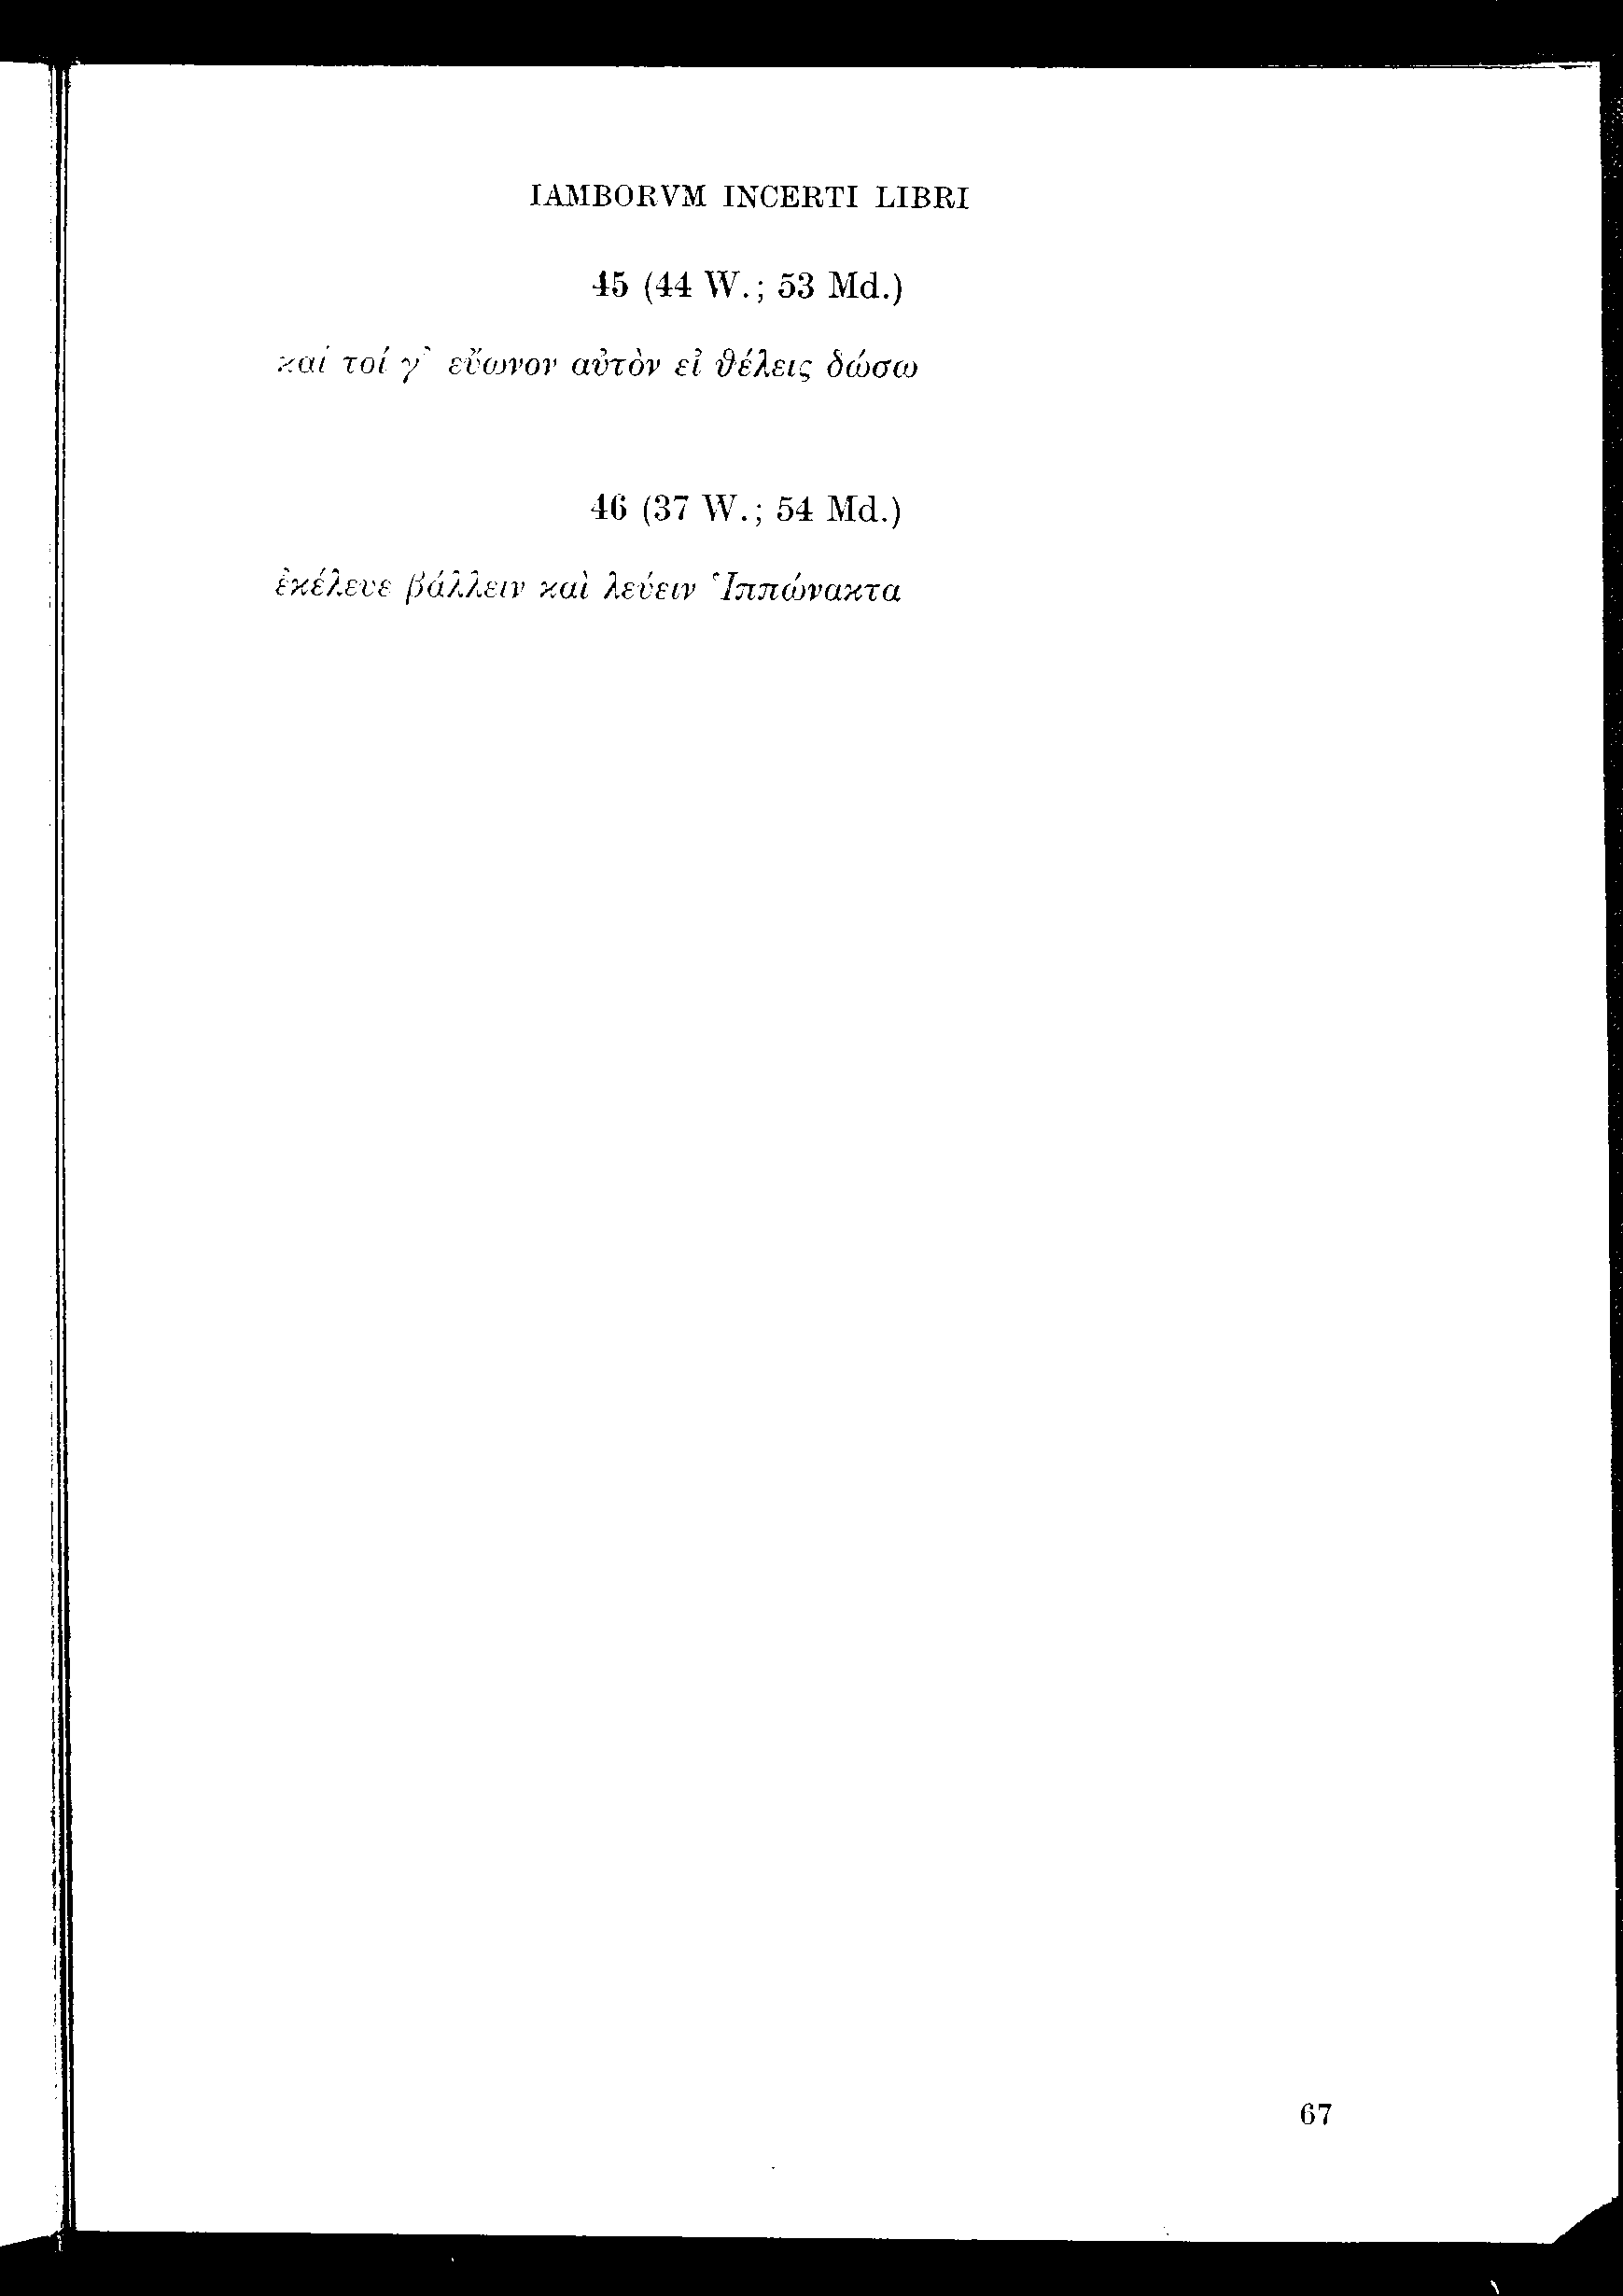 IAMBORVM INCERTI LIBRI
45 (44 W.; 53 Md.)
καί τοί γ’ εὔωνον αὐτὸν εἰ θέλεις δώσω
46 (37 W.; 54 Md.)
ἐκέλευε βάλλειν καὶ λεύειν Ἱππώνακτα
67